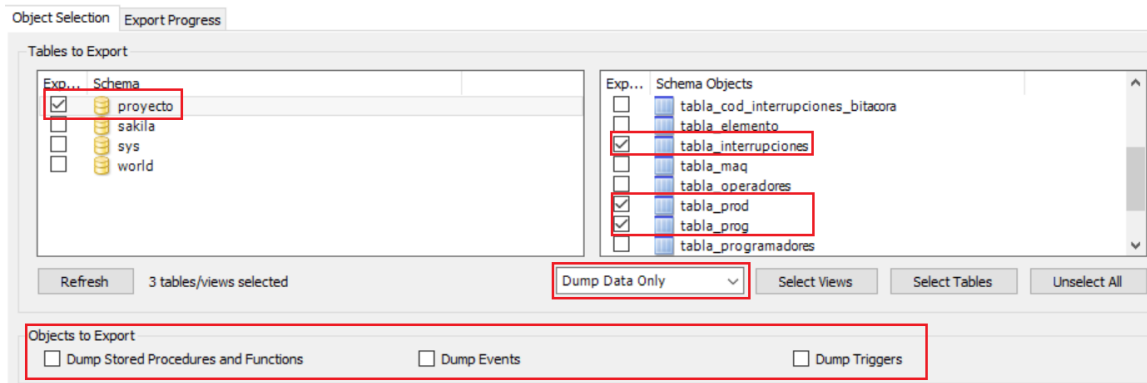 Object Selection Export Progress
Tables to Export
Exp... Schema
proyecto
sakila
sys
world
Exp... Schema Objects
tabla_cod_interrupciones_bitacora
tabla_elemento
tabla_interrupciones
tabla_maq
tabla_operadores
tabla_prod
tabla_prog
tabla_programadores
Refresh 3 tables/views selected Dump Data Only Select Views Select Tables Unselect All
Objects to Export
Dump Stored Procedures and Functions Dump Events Dump Triggers